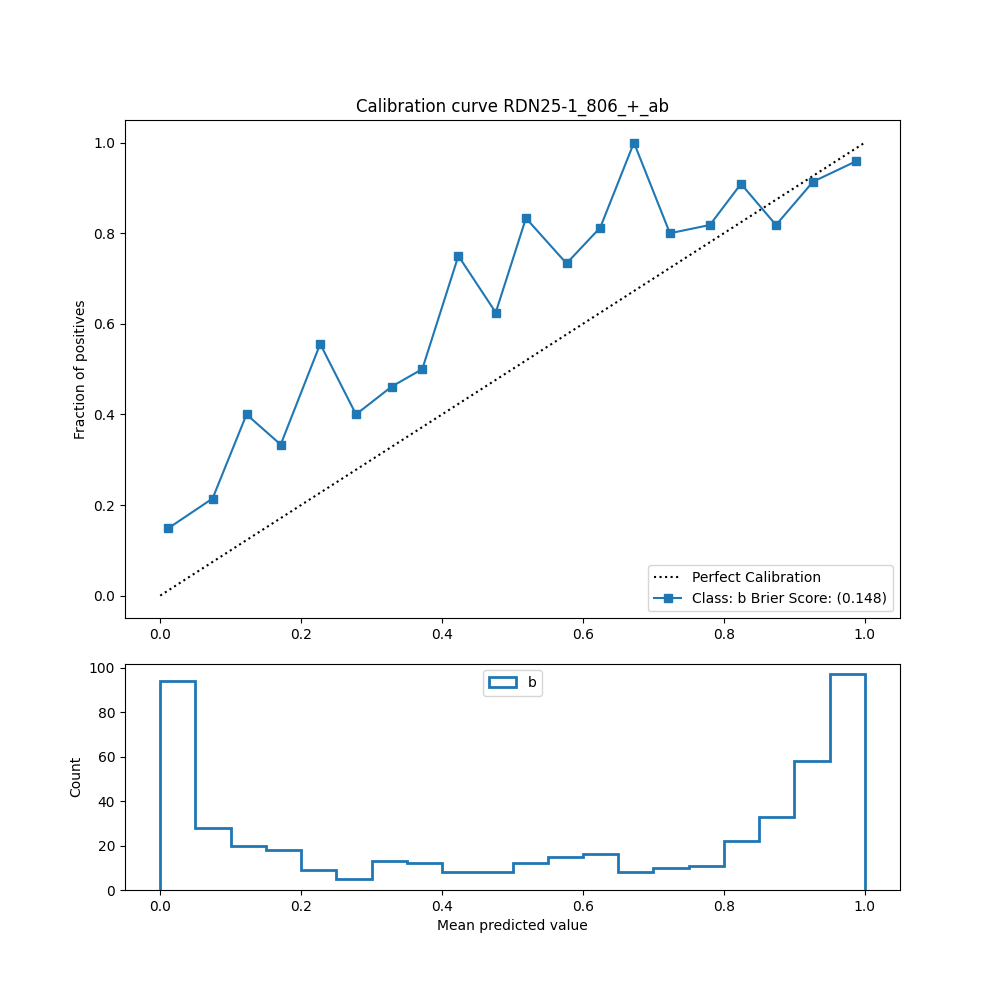 Calibration curve RDN25-1_806_+_ab
1.0
0.8
0.6
0.4
0.2
0.0
Fraction of positives
Perfect Calibration
Class: b Brier Score: (0.148)
0.0 0.2 0.4 0.6 0.8 1.0
b
100
80
60
40
20
0
Count
0.0 0.2 0.4 0.6 0.8 1.0
Mean predicted value